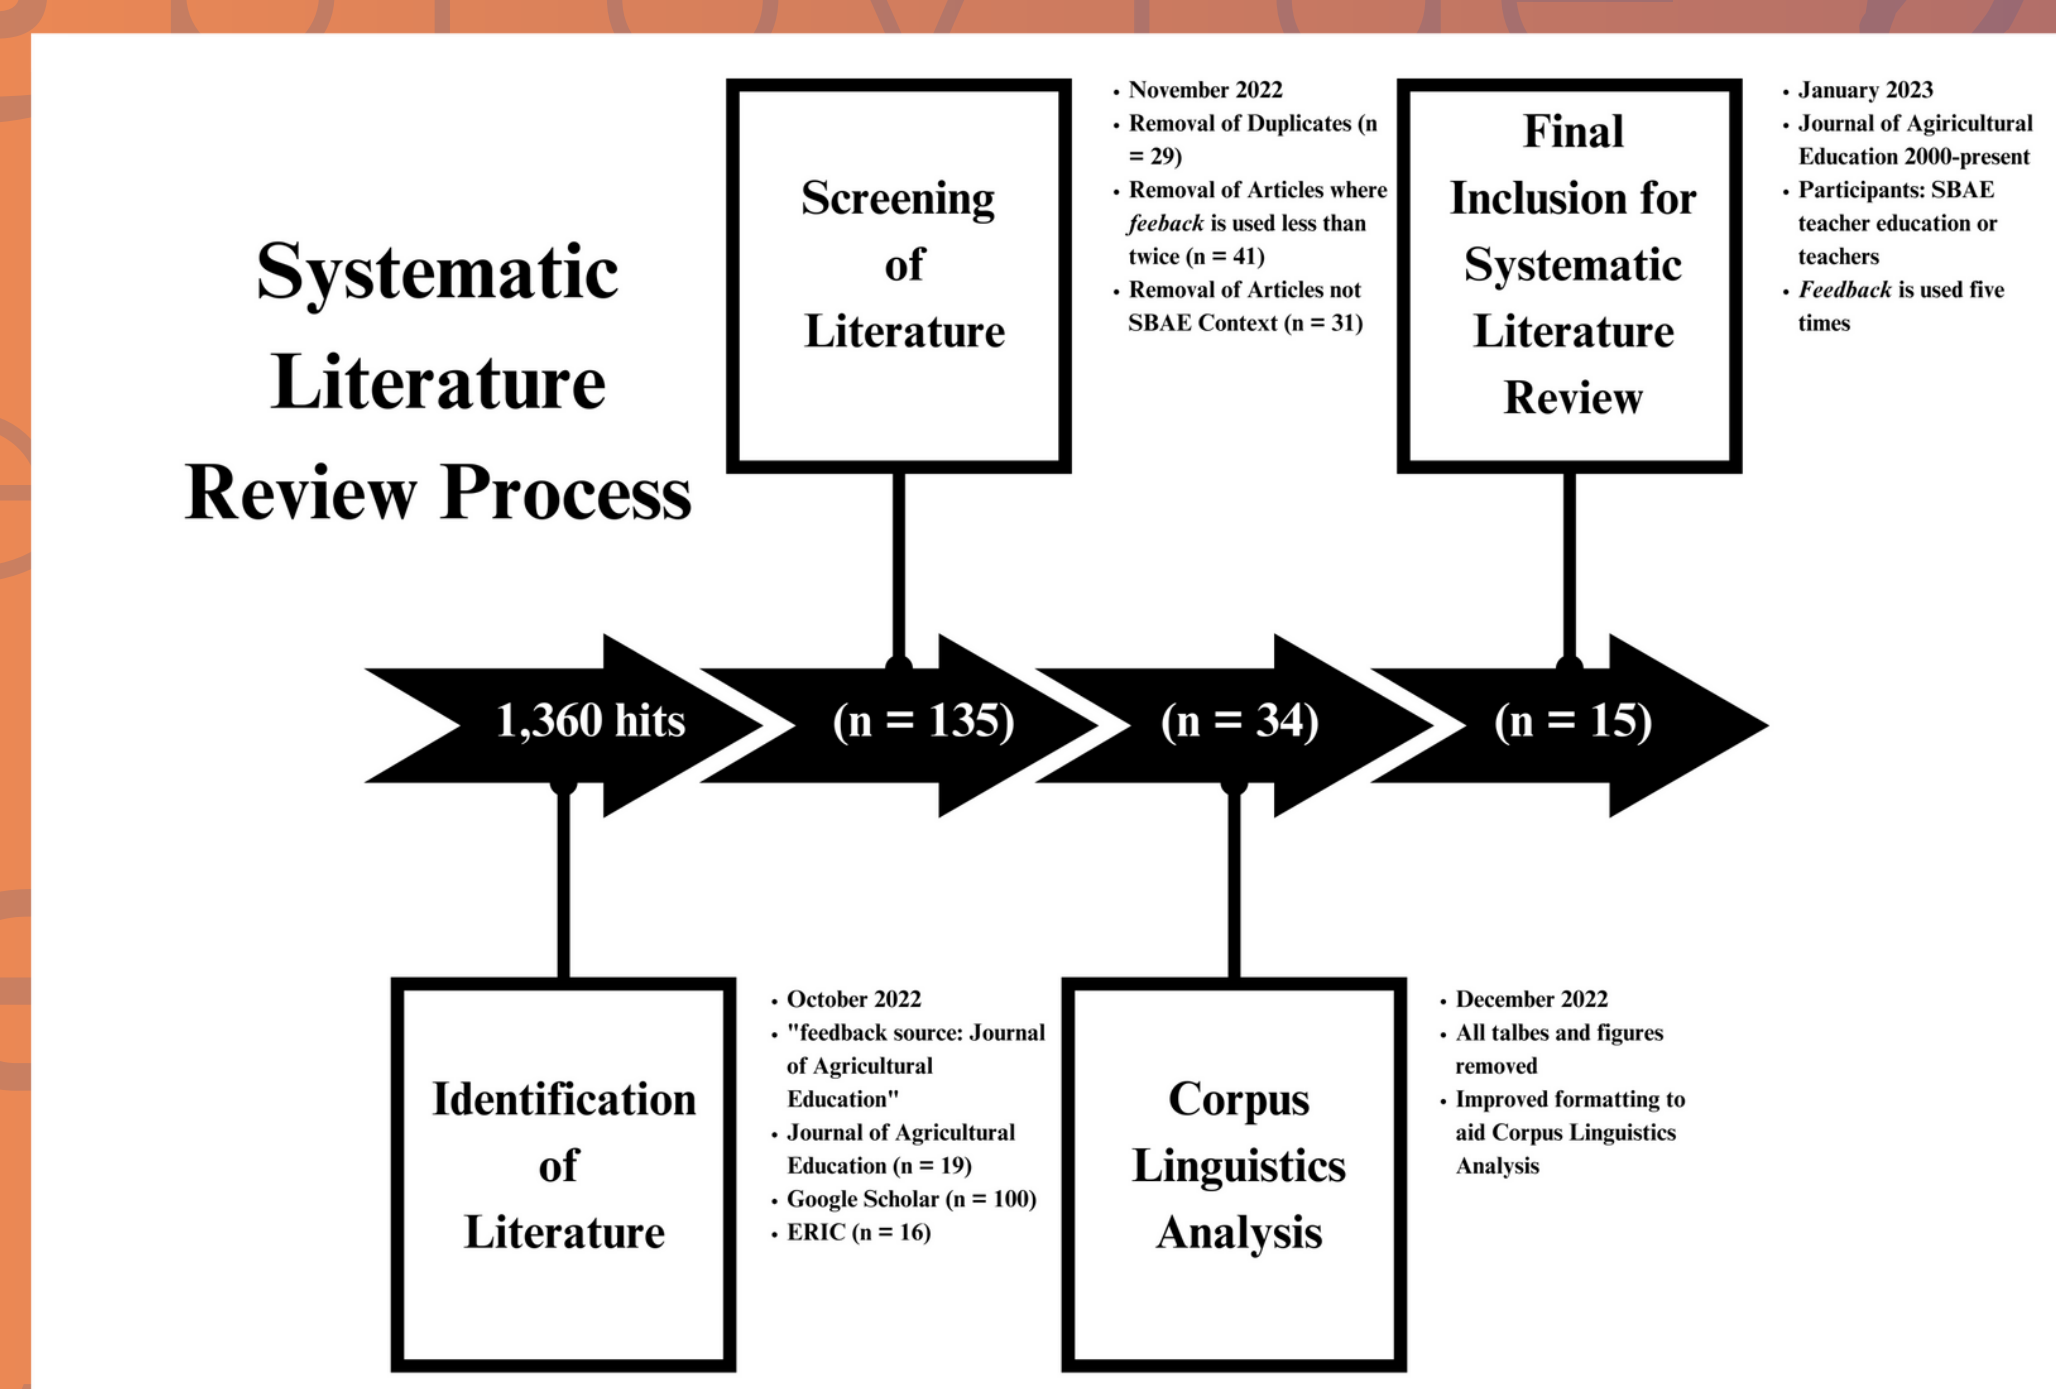 Systematic
Literature
Review Process
Screening
of
Literature
• November 2022
• Removal of Duplicates (n
= 29)
• Removal of Articles where
feeback is used less than
twice (n = 41)
• Removal of Articles not
SBAE Context (n = 31)
Final
Inclusion for
Systematic
Literature
Review
• January 2023
• Journal of Agiricultural
Education 2000-present
• Participants: SBAE
teacher education or
teachers
• Feedback is used five
times
1,360 hits
(n = 135)
(n = 34)
(n = 15)
Identification
of
Literature
• October 2022
• "feedback source: Journal
of Agricultural
Education"
• Journal of Agricultural
Education (n = 19)
• Google Scholar (n = 100)
• ERIC (n = 16)
Corpus
Linguistics
Analysis
• December 2022
• All talbes and figures
removed
• Improved formatting to
aid Corpus Linguistics
Analysis